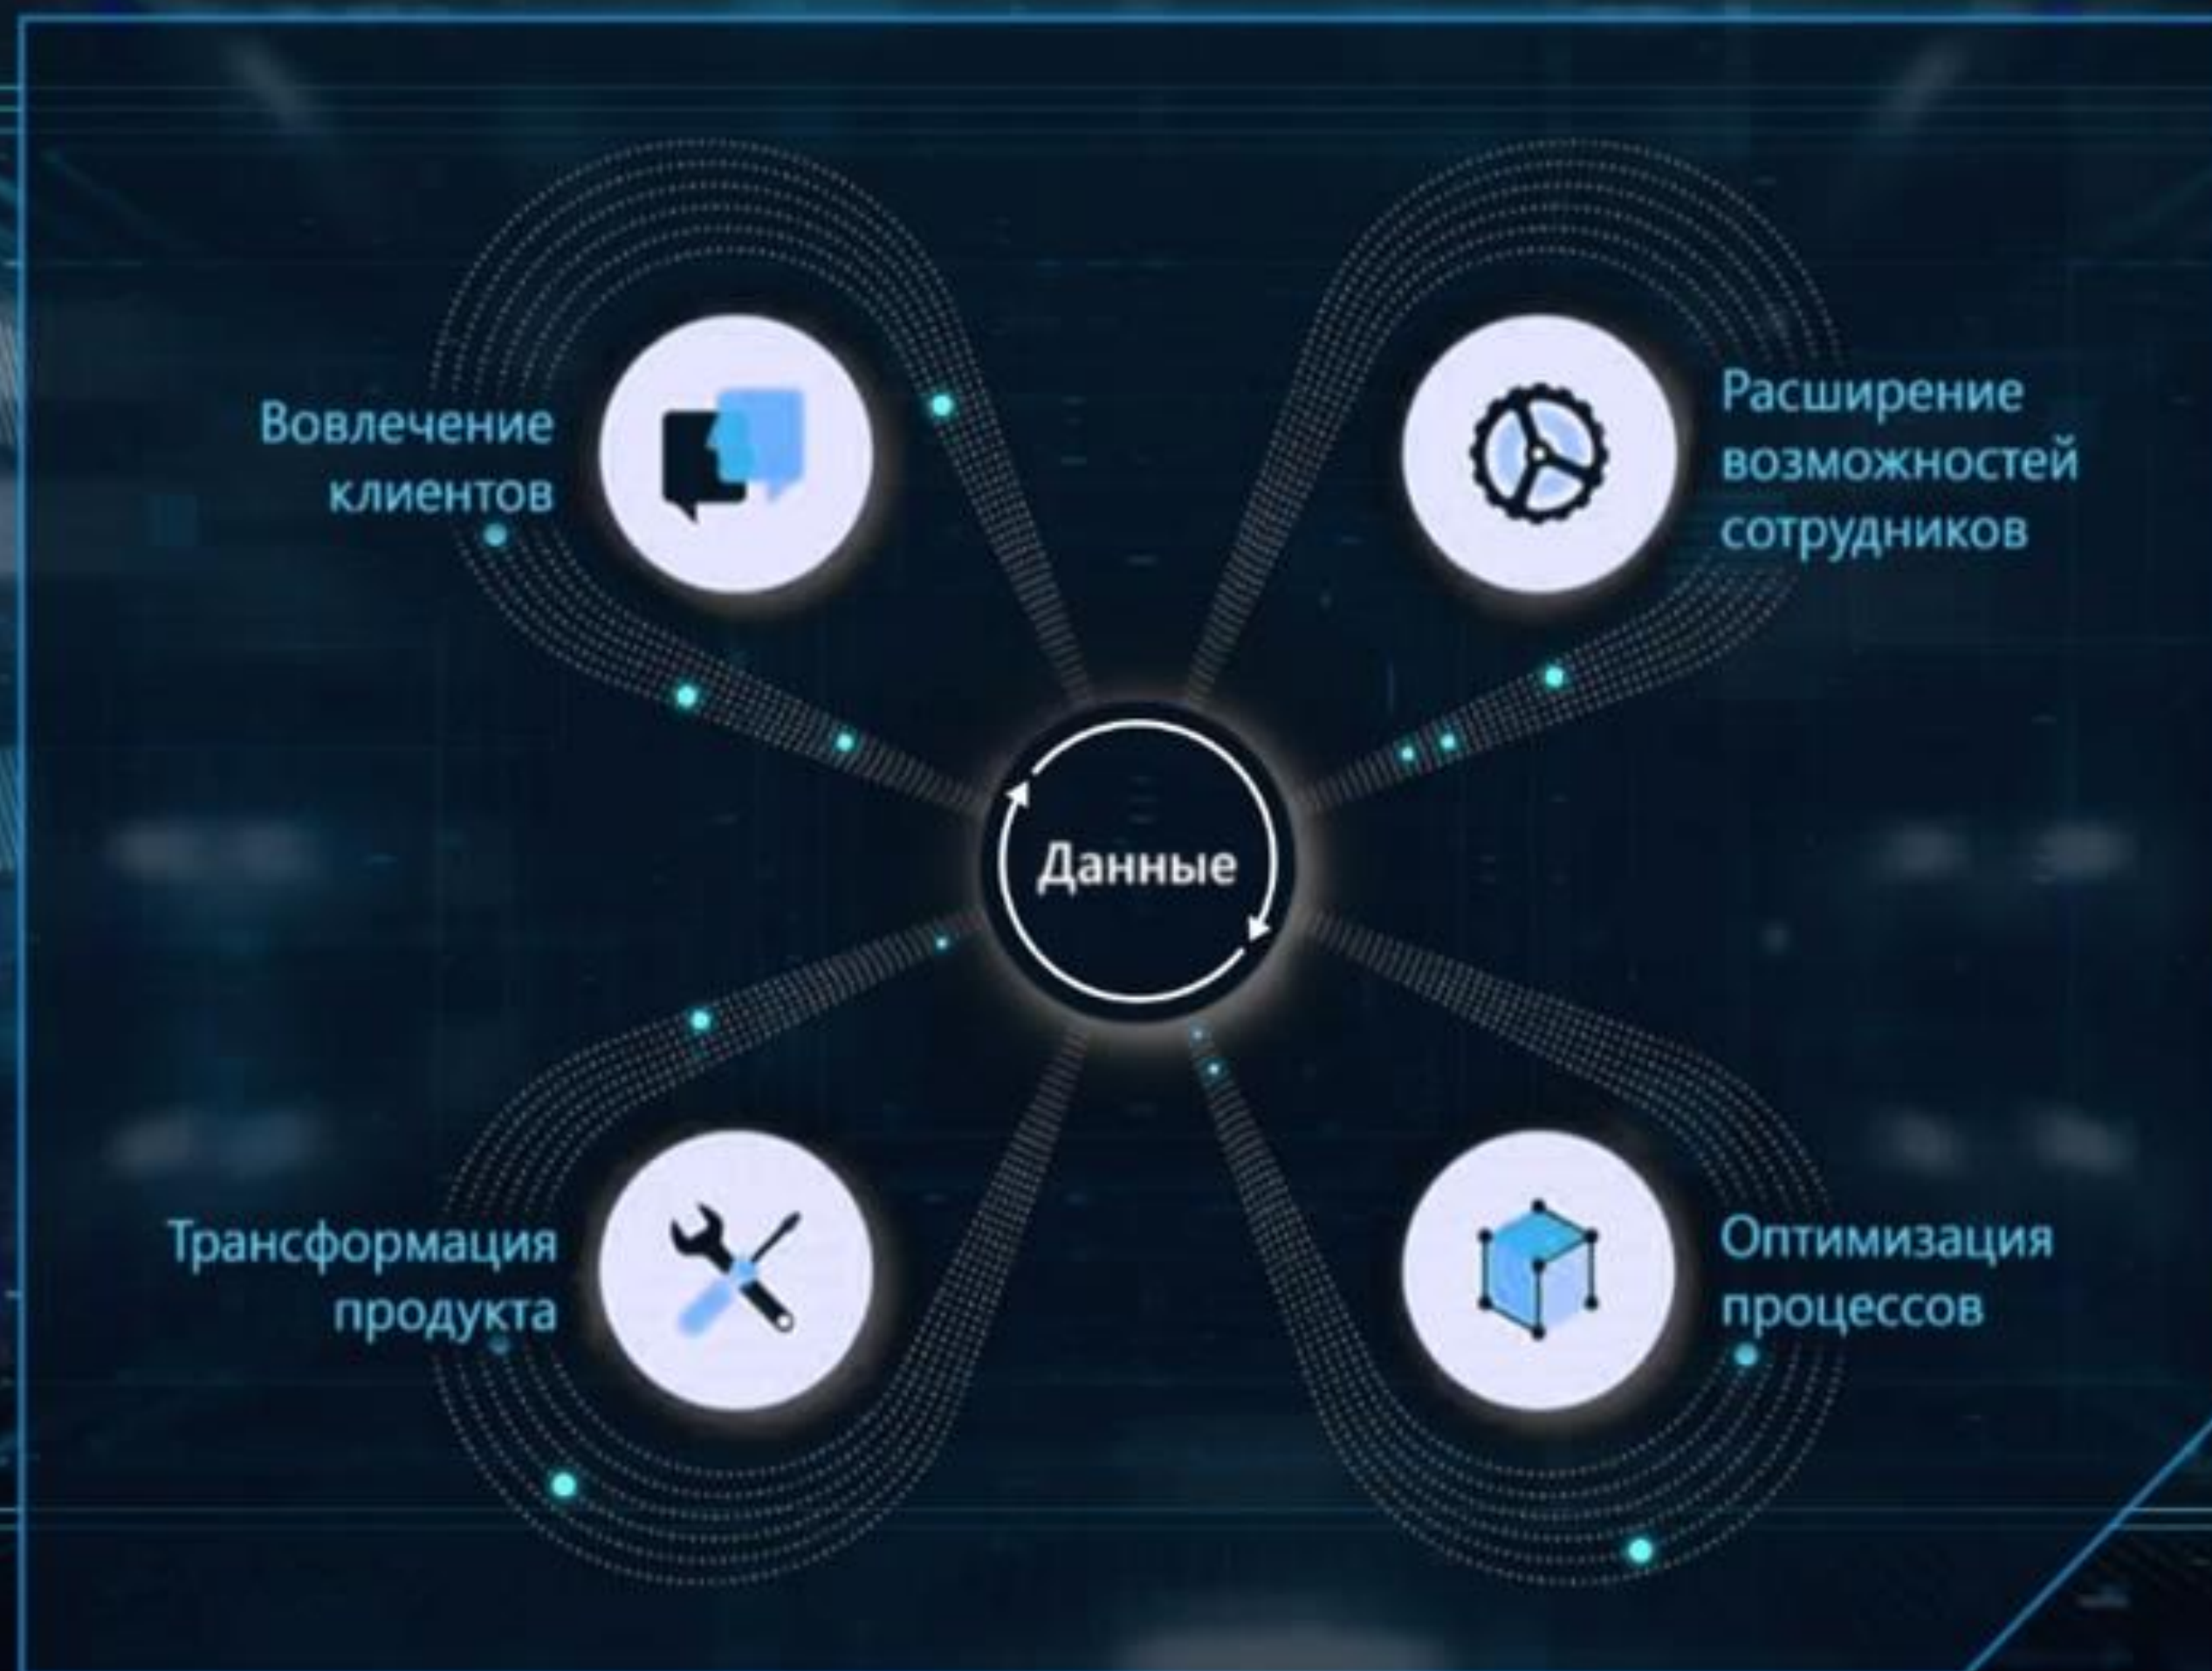 Вовлечение
клиентов
Расширение
возможностей
сотрудников
Данные
Трансформация
продукта
Оптимизация
процессов